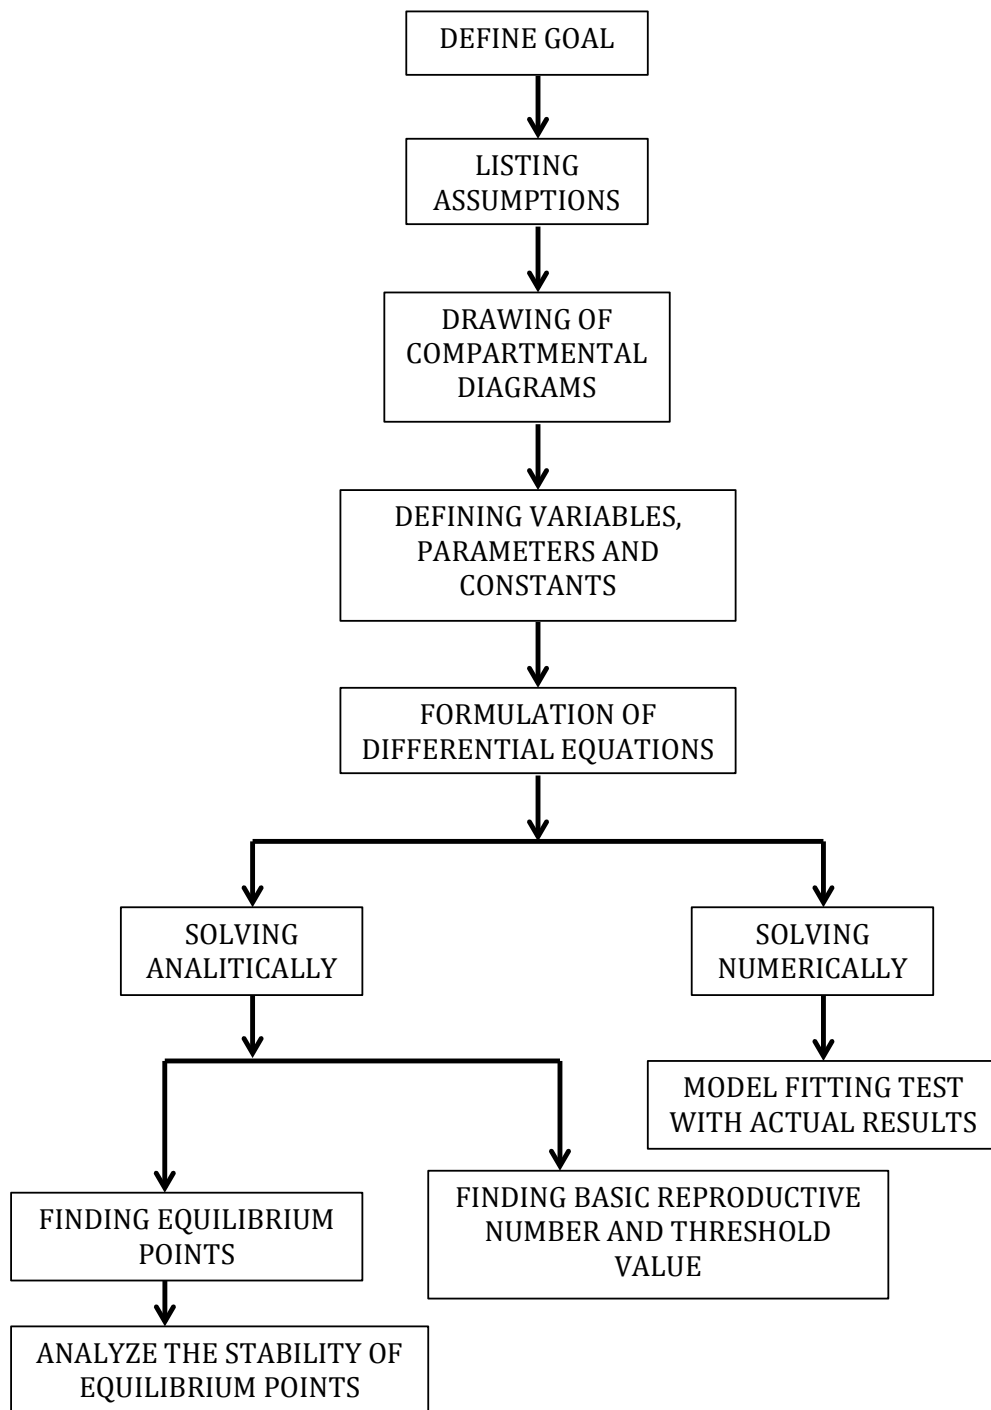 DEFINE GOAL
LISTING
ASSUMPTIONS
DRAWING OF
COMPARTMENTAL
DIAGRAMS
DEFINING VARIABLES,
PARAMETERS AND
CONSTANTS
FORMULATION OF
DIFFERENTIAL EQUATIONS
SOLVING
ANALITICALLY
SOLVING
NUMERICALLY
MODEL FITTING TEST
WITH ACTUAL RESULTS
FINDING EQUILIBRIUM
POINTS
FINDING BASIC REPRODUCTIVE
NUMBER AND THRESHOLD
VALUE
ANALYZE THE STABILITY OF
EQUILIBRIUM POINTS